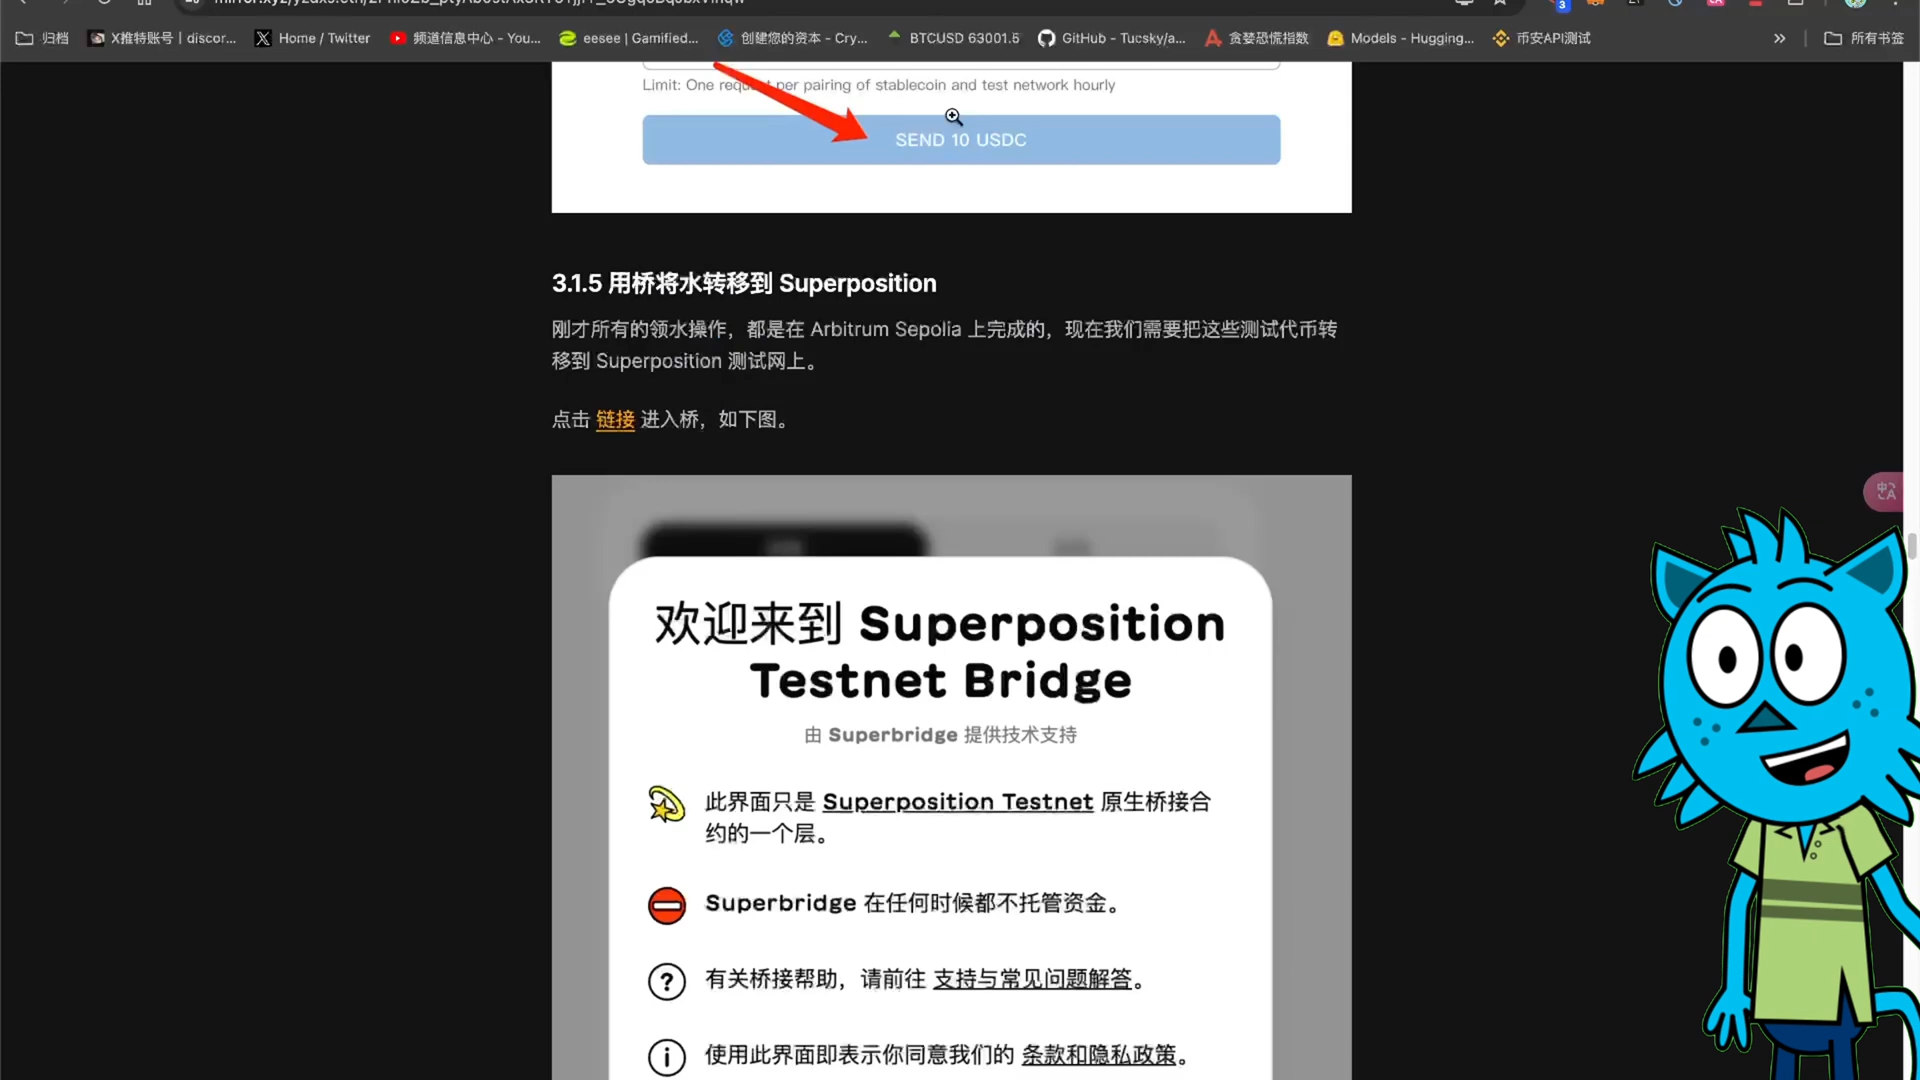 归档
X推特账号 | discor...
Home / Twitter
频道信息中心 - You...
eesee | Gamified...
创建您的资本 - Cry...
BTCUSD 63001.5
GitHub - Tucsky/a...
贪婪恐慌指数
Models - Hugging...
币安API测试
所有书签
Limit: One request per pairing of stablecoin and test network hourly
SEND 10 USDC
3.1.5 用桥将水转移到 Superposition
刚才所有的领水操作，都是在 Arbitrum Sepolia 上完成的，现在我们需要把这些测试代币转
移到 Superposition 测试网上。
点击 链接 进入桥，如下图。
欢迎来到 Superposition
Testnet Bridge
由 Superbridge 提供技术支持
此界面只是 Superposition Testnet 原生桥接合
约的一个层。
Superbridge 在任何时候都不托管资金。
有关桥接帮助，请前往 支持与常见问题解答。
使用此界面即表示你同意我们的 条款和隐私政策。